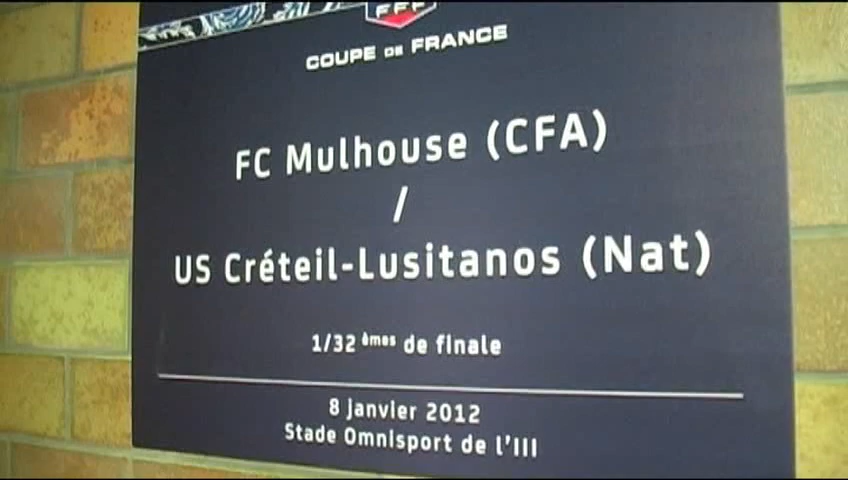 FFF
COUPE DE FRANCE
FC Mulhouse (CFA)
/
US Créteil-Lusitanos (Nat)
1/32 èmes de finale
8 janvier 2012
Stade Omnisport de l'Ill